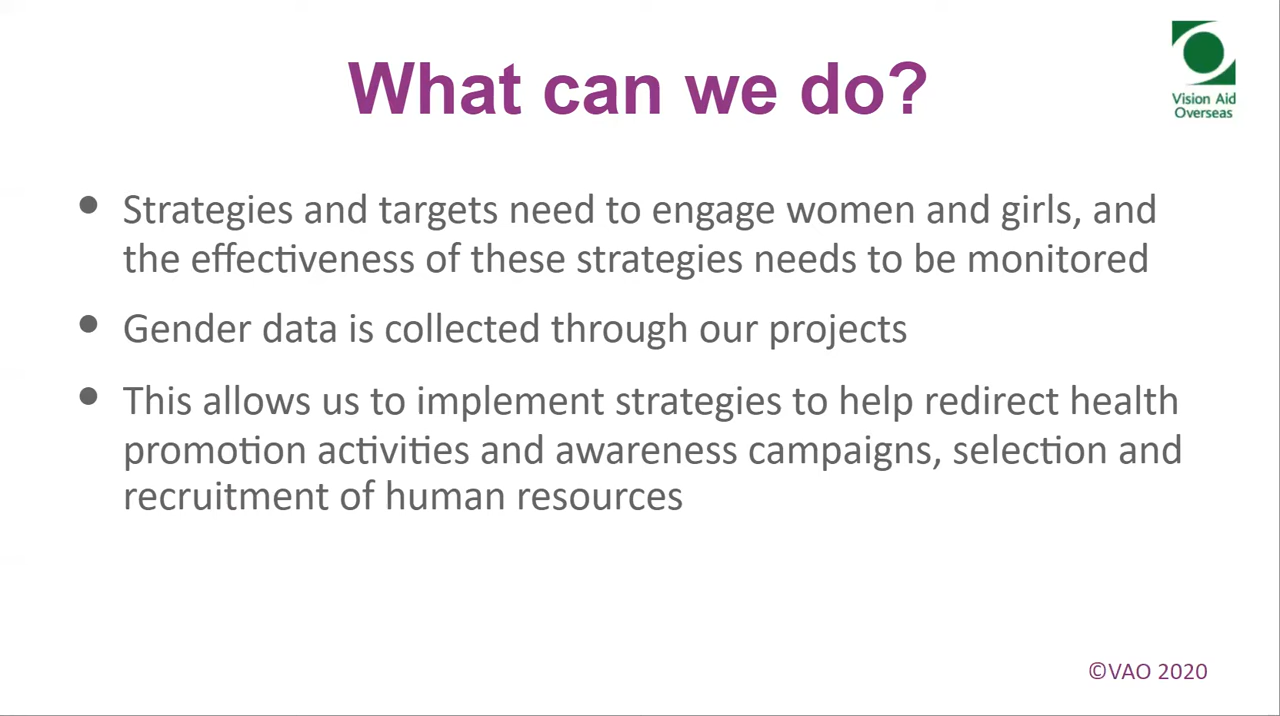 What can we do?
Vision Aid
Overseas
• Strategies and targets need to engage women and girls, and
the effectiveness of these strategies needs to be monitored
• Gender data is collected through our projects
• This allows us to implement strategies to help redirect health
promotion activities and awareness campaigns, selection and
recruitment of human resources
©VAO 2020